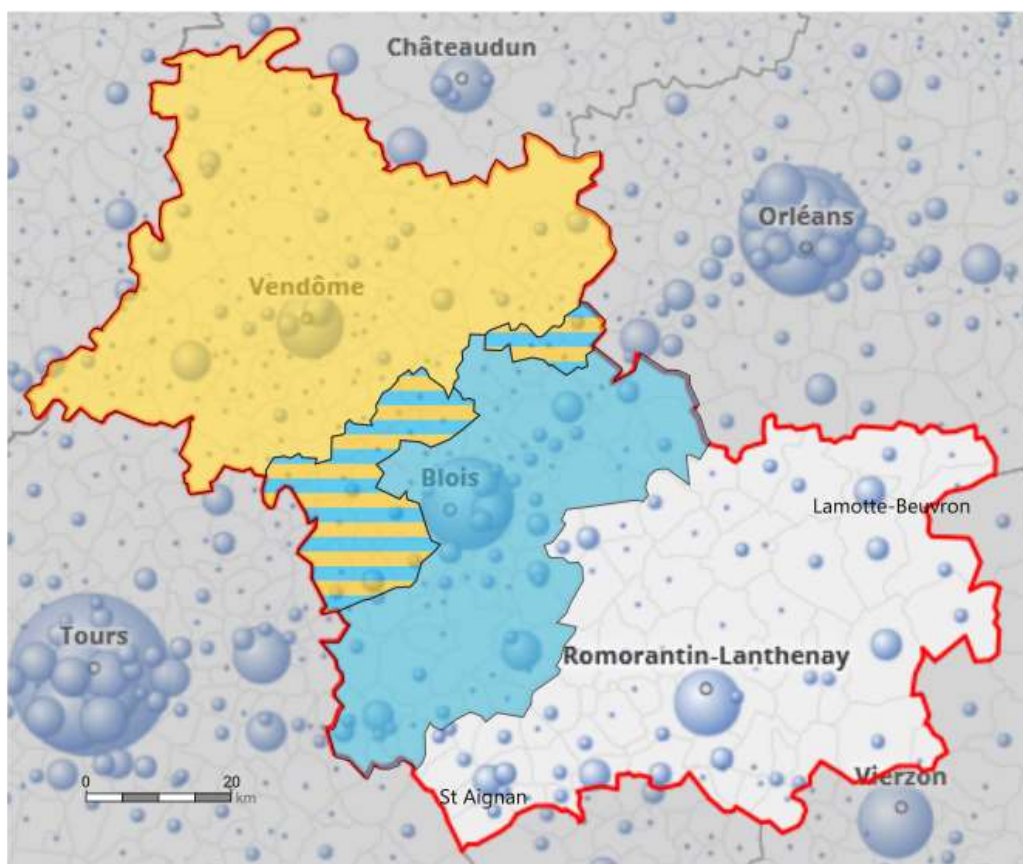 Châteaudun
Orléans
Vendôme
Blois
Lamotte-Beuvron
Tours
Romorantin-Lanthenay
0 20
km
St Aignan
Vierzon